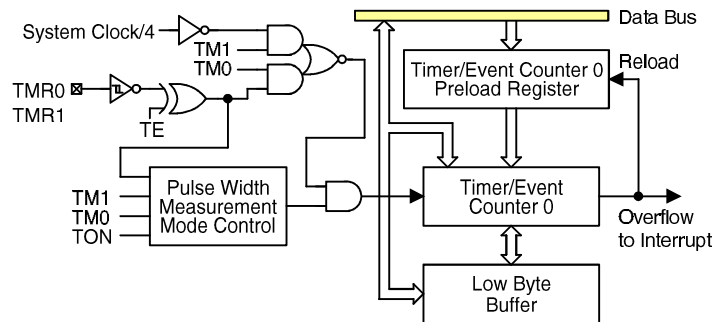 System Clock/4
TM1
TM0
TMR0
TMR1
TE
TM1
TM0
TON
Pulse Width
Measurement
Mode Control
Data Bus
Timer/Event Counter 0
Preload Register
Reload
Timer/Event
Counter 0
Overflow
to Interrupt
Low Byte
Buffer